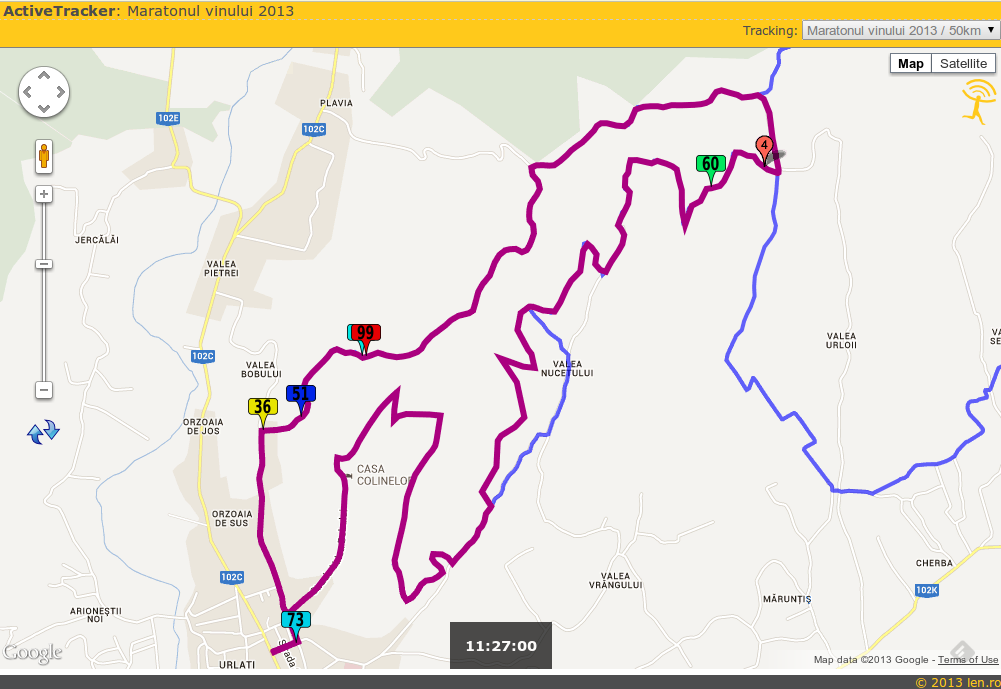 ActiveTracker: Maratonul vinului 2013
Tracking: Maratonul vinului 2013 / 50km
Map Satellite
PLAVIA
102E
102C
4
60
JERCĂLĂI
VALEA
PIETREI
99
102C
VALEA
BOBULUI
VALEA
NUCETULUI
VALEA
URLOII
VA
SE
51
36
ORZOAIA
DE JOS
CASA
COLINELOR
ORZOAIA
DE SUS
102C
CHERBA
VALEA
VRÂNGULUI
102K
MĂRUNȚIȘ
ARIONEȘTII
NOI
73
11:27:00
Strada
Google
URLATI
Map data ©2013 Google - Terms of Use
© 2013 len.ro